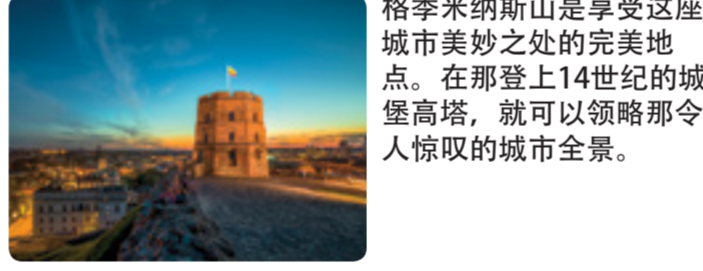 格季米纳斯山是享受这座
城市美妙之处的完美地
点。在那登上14世纪的城
堡高塔，就可以领略那令
人惊叹的城市全景。